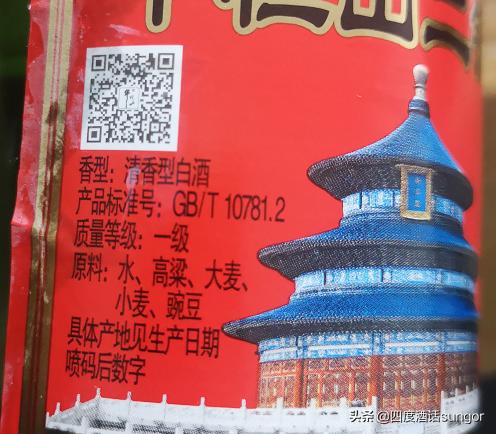 香型：清香型白酒
产品标准号：GB/T 10781.2
质量等级：一级
原料：水、高粱、大麦、
小麦、豌豆
具体产地见生产日期
喷码后数字
头条 @四度酒话sungor